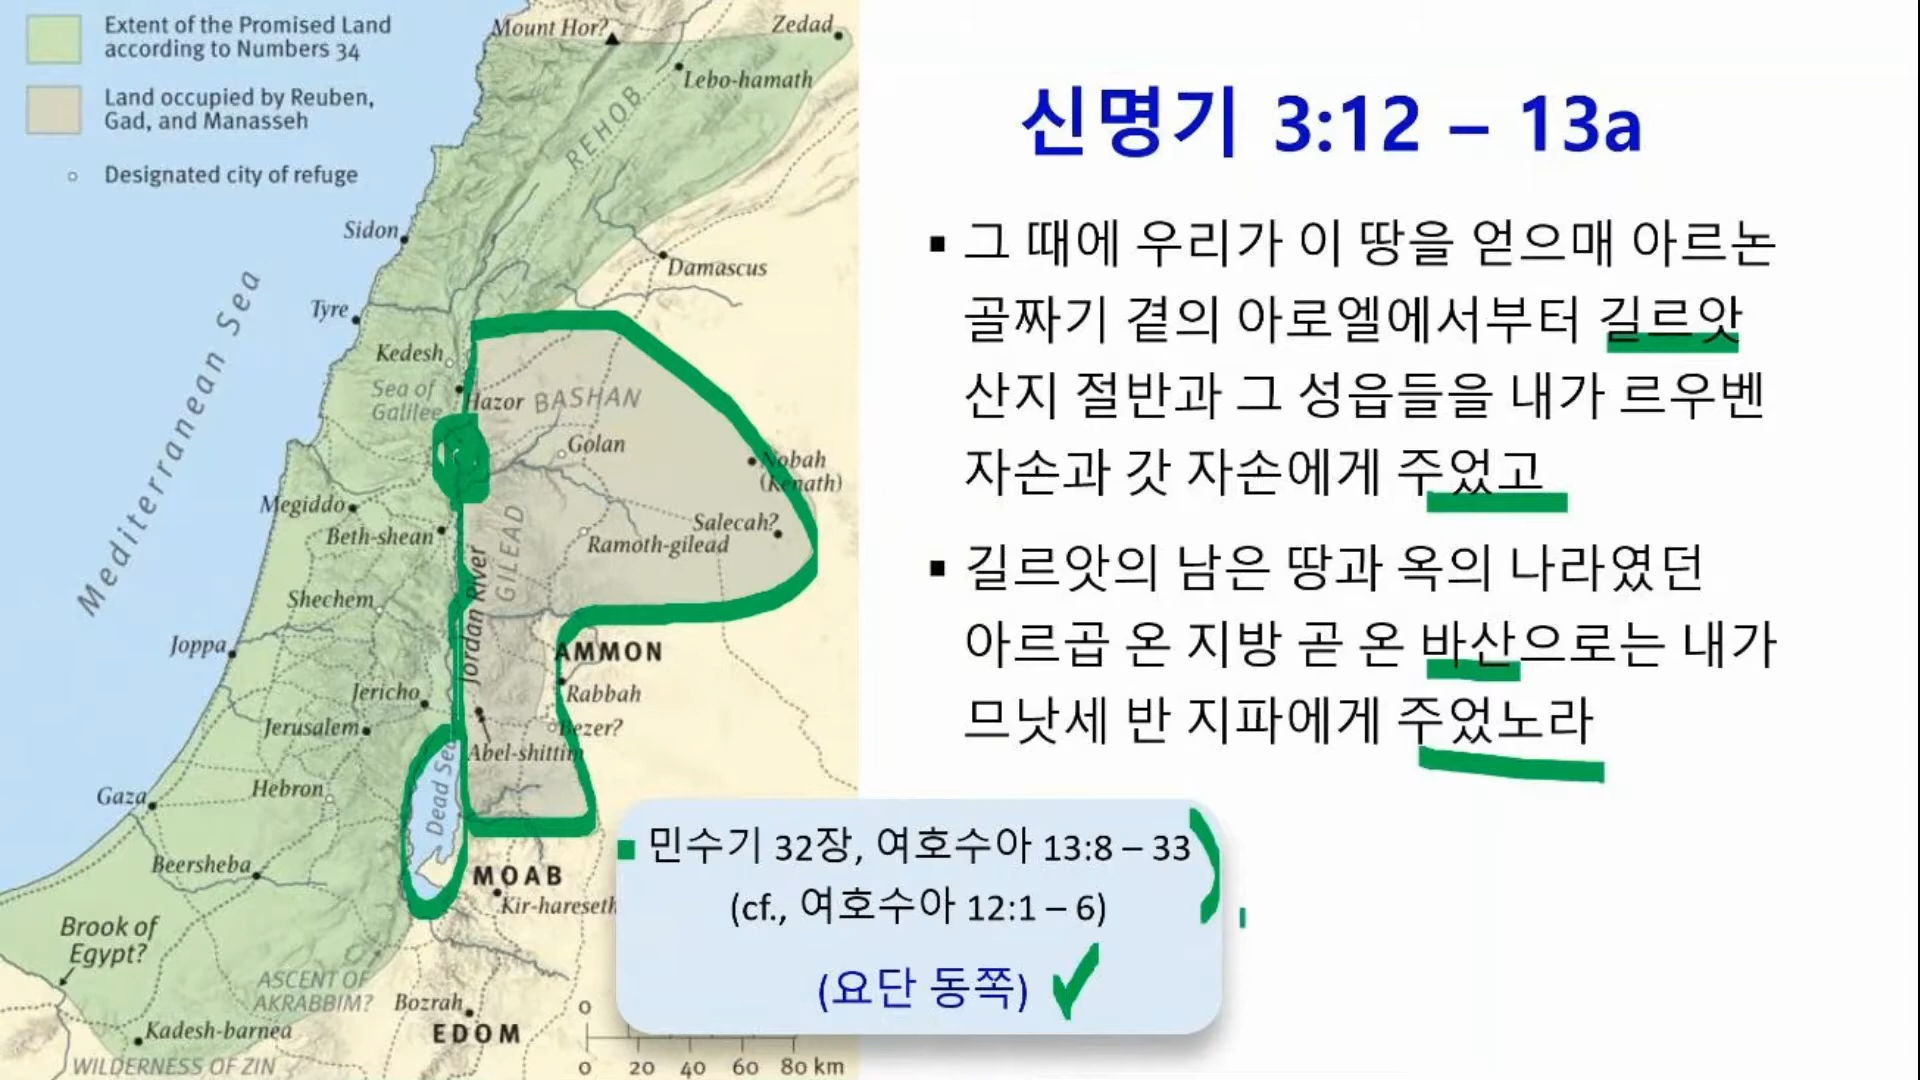 Extent of the Promised Land
according to Numbers 34
Land occupied by Reuben,
Gad, and Manasseh
Designated city of refuge
Mount Hor?
Zedad
Lebo-hamath
REHOB
Sidon
Damascus
Tyre
Mediterranean Sea
Kedesh
Sea of
Galilee
Hazor
BASHAN
Golan
Nobah
(Kenath)
Megiddo
Salecah?
Beth-shean
Ramoth-gilead
GILEAD
Jordan River
Shechem
Joppa
AMMON
Rabbah
Jericho
Bezer?
Jerusalem
Abel-shittim
Dead Sea
Hebron
Gaza
Beersheba
MOAB
Kir-hareseth
Brook of
Egypt?
ASCENT OF
AKRABBIM?
Bozrah
EDOM
Kadesh-barnea
WILDERNESS OF ZIN
0
0 20 40 60 80 km
신명기 3:12 – 13a
▪ 그 때에 우리가 이 땅을 얻으매 아르논
골짜기 곁의 아로엘에서부터 길르앗
산지 절반과 그 성읍들을 내가 르우벤
자손과 갓 자손에게 주었고
▪ 길르앗의 남은 땅과 옥의 나라였던
아르곱 온 지방 곧 온 바산으로는 내가
므낫세 반 지파에게 주었노라
▪ 민수기 32장, 여호수아 13:8 – 33
(cf., 여호수아 12:1 – 6)
(요단 동쪽)